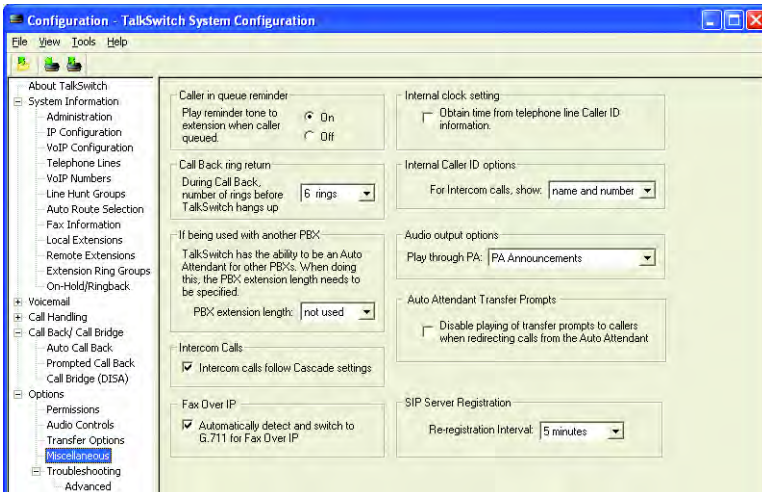 Configuration - TalkSwitch System Configuration
File View Tools Help
About TalkSwitch
System Information
Administration
IP Configuration
VoIP Configuration
Telephone Lines
VoIP Numbers
Line Hunt Groups
Auto Route Selection
Fax Information
Local Extensions
Remote Extensions
Extension Ring Groups
On-Hold/Ringback
Voicemail
Call Handling
Call Back/ Call Bridge
Auto Call Back
Prompted Call Back
Call Bridge (DISA)
Options
Permissions
Audio Controls
Transfer Options
Miscellaneous
Troubleshooting
Advanced
Caller in queue reminder
Play reminder tone to
extension when caller
queued.
On
Off
Call Back ring return
During Call Back,
number of rings before
TalkSwitch hangs up
6 rings
If being used with another PBX
TalkSwitch has the ability to be an Auto
Attendant for other PBXs. When doing
this, the PBX extension length needs to
be specified.
PBX extension length: not used
Intercom Calls
Intercom calls follow Cascade settings
Fax Over IP
Automatically detect and switch to
G.711 for Fax Over IP
Internal clock setting
Obtain time from telephone line Caller ID
information.
Internal Caller ID options
For Intercom calls, show: name and number
Audio output options
Play through PA: PA Announcements
Auto Attendant Transfer Prompts
Disable playing of transfer prompts to callers
when redirecting calls from the Auto Attendant
SIP Server Registration
Re-registration Interval: 5 minutes